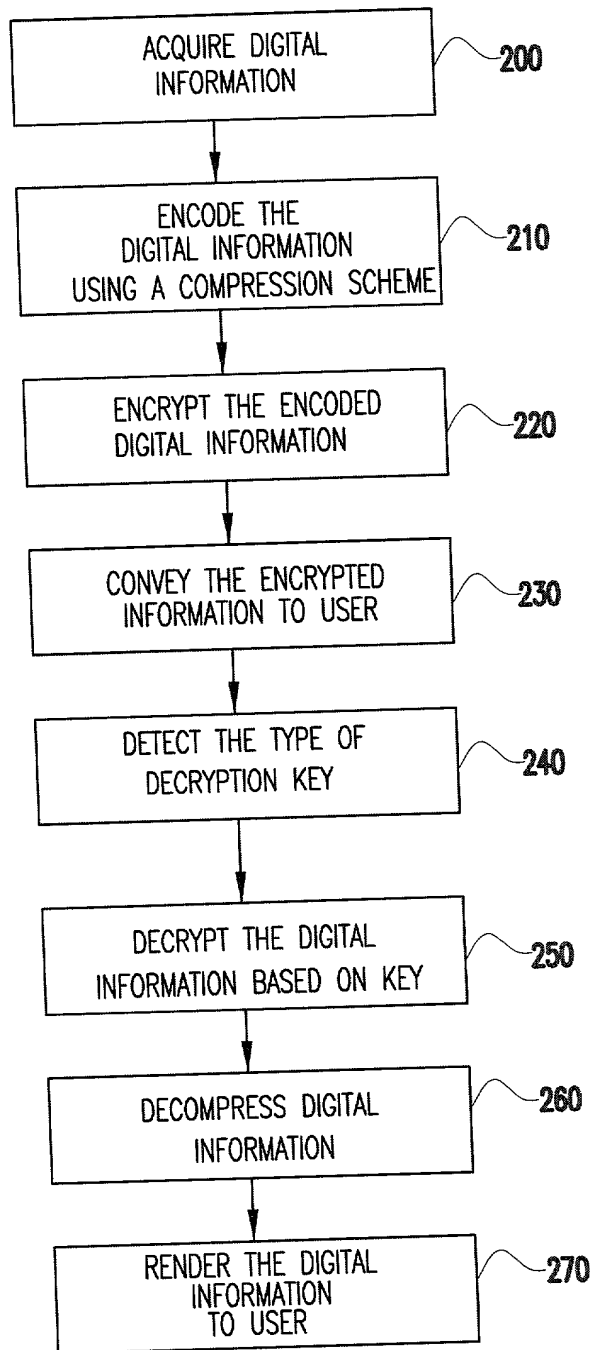 ACQUIRE DIGITAL
INFORMATION
200
ENCODE THE
DIGITAL INFORMATION
USING A COMPRESSION SCHEME
210
ENCRYPT THE ENCODED
DIGITAL INFORMATION
220
CONVEY THE ENCRYPTED
INFORMATION TO USER
230
DETECT THE TYPE OF
DECRYPTION KEY
240
DECRYPT THE DIGITAL
INFORMATION BASED ON KEY
250
DECOMPRESS DIGITAL
INFORMATION
260
RENDER THE DIGITAL
INFORMATION
TO USER
270